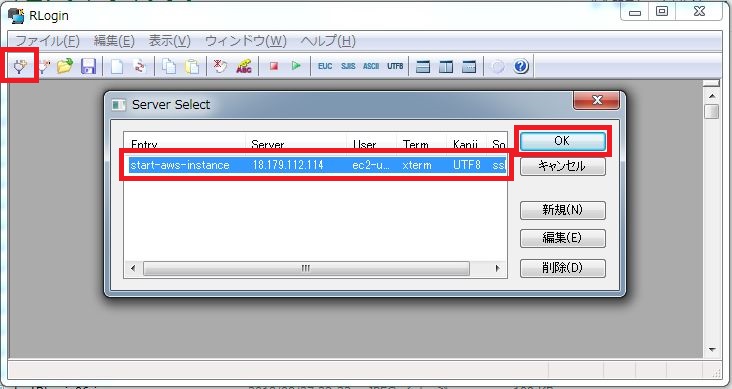 RLogin
ファイル(F) 編集(E) 表示(V) ウィンドウ(W) ヘルプ(H)
EUC SJIS ASCII UTF8
Server Select
Entry Server User Term Kanji So
start-aws-instance 18.179.112.114 ec2-u... xterm UTF8 ssl
OK
キャンセル
新規(N)
編集(E)
削除(D)